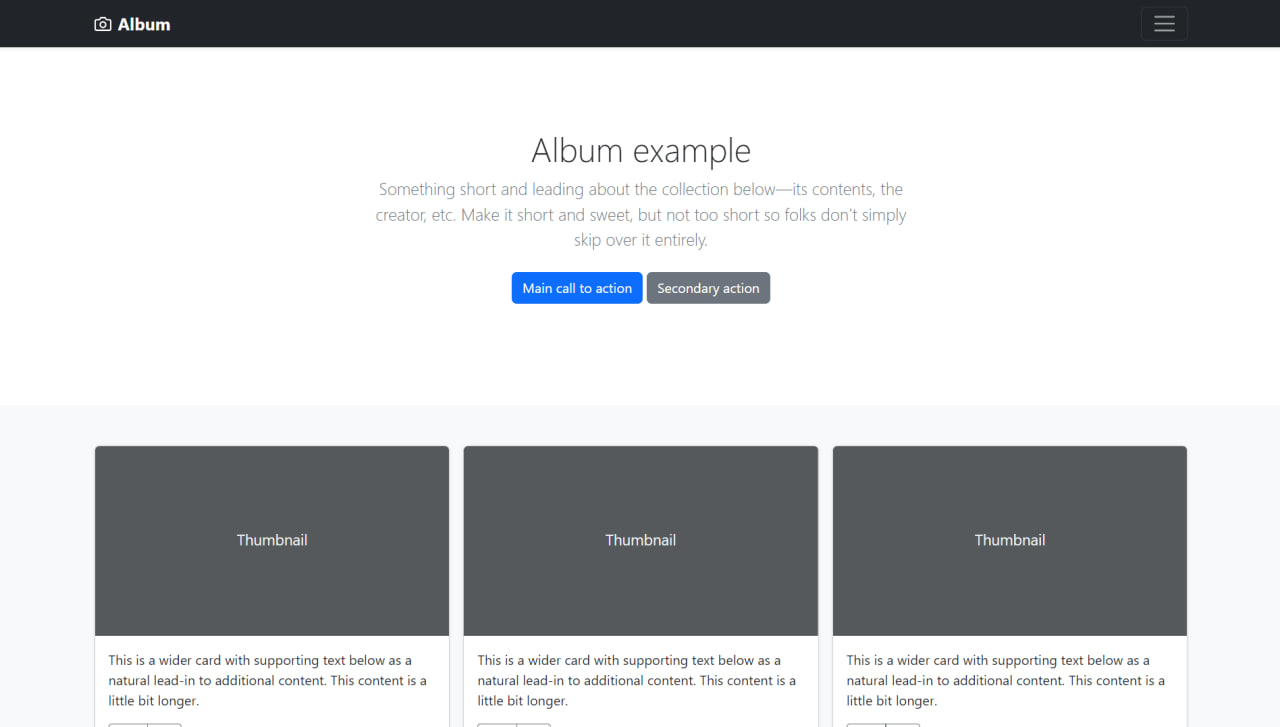 Album
Album example
Something short and leading about the collection below—its contents, the
creator, etc. Make it short and sweet, but not too short so folks don't simply
skip over it entirely.
Main call to action Secondary action
Thumbnail Thumbnail Thumbnail
This is a wider card with supporting text below as a
natural lead-in to additional content. This content is a
little bit longer.
This is a wider card with supporting text below as a
natural lead-in to additional content. This content is a
little bit longer.
This is a wider card with supporting text below as a
natural lead-in to additional content. This content is a
little bit longer.